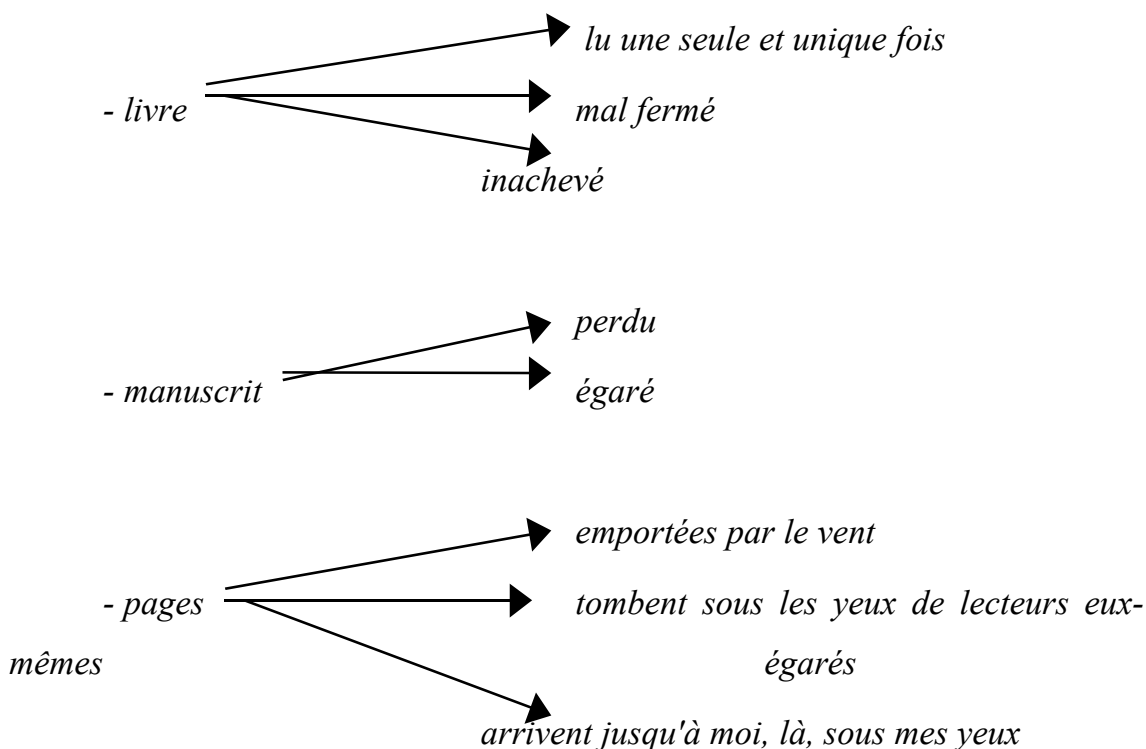 lu une seule et unique fois
- livre mal fermé
inachevé
perdu
- manuscrit égaré
emportées par le vent
- pages tombent sous les yeux de lecteurs eux-
mêmes égarés
arrivent jusqu'à moi, là, sous mes yeux